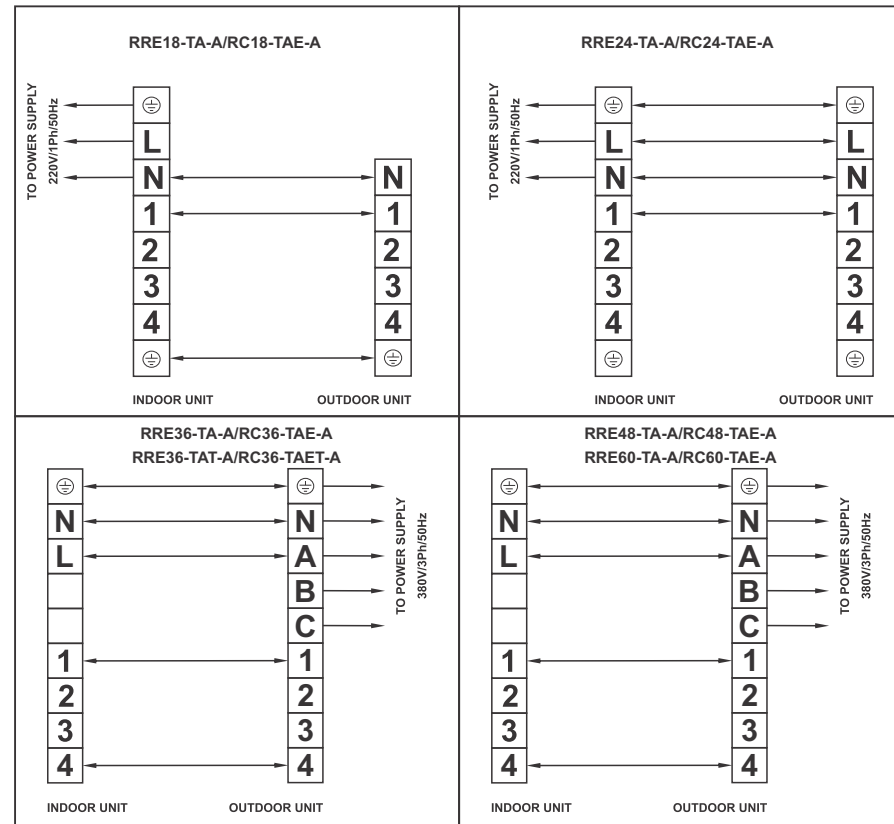 RRE18-TA-A/RC18-TAE-A
TO POWER SUPPLY
220V/1Ph/50Hz
L
N
1
2
3
4
N
1
2
3
4
INDOOR UNIT
OUTDOOR UNIT
RRE24-TA-A/RC24-TAE-A
TO POWER SUPPLY
220V/1Ph/50Hz
L
N
1
2
3
4
L
N
1
2
3
4
INDOOR UNIT
OUTDOOR UNIT
RRE36-TA-A/RC36-TAE-A
RRE36-TAT-A/RC36-TAET-A
N
L
1
2
3
4
N
A
B
C
1
2
3
4
TO POWER SUPPLY
380V/3Ph/50Hz
INDOOR UNIT
OUTDOOR UNIT
RRE48-TA-A/RC48-TAE-A
RRE60-TA-A/RC60-TAE-A
N
L
1
2
3
4
N
A
B
C
1
2
3
4
TO POWER SUPPLY
380V/3Ph/50Hz
INDOOR UNIT
OUTDOOR UNIT